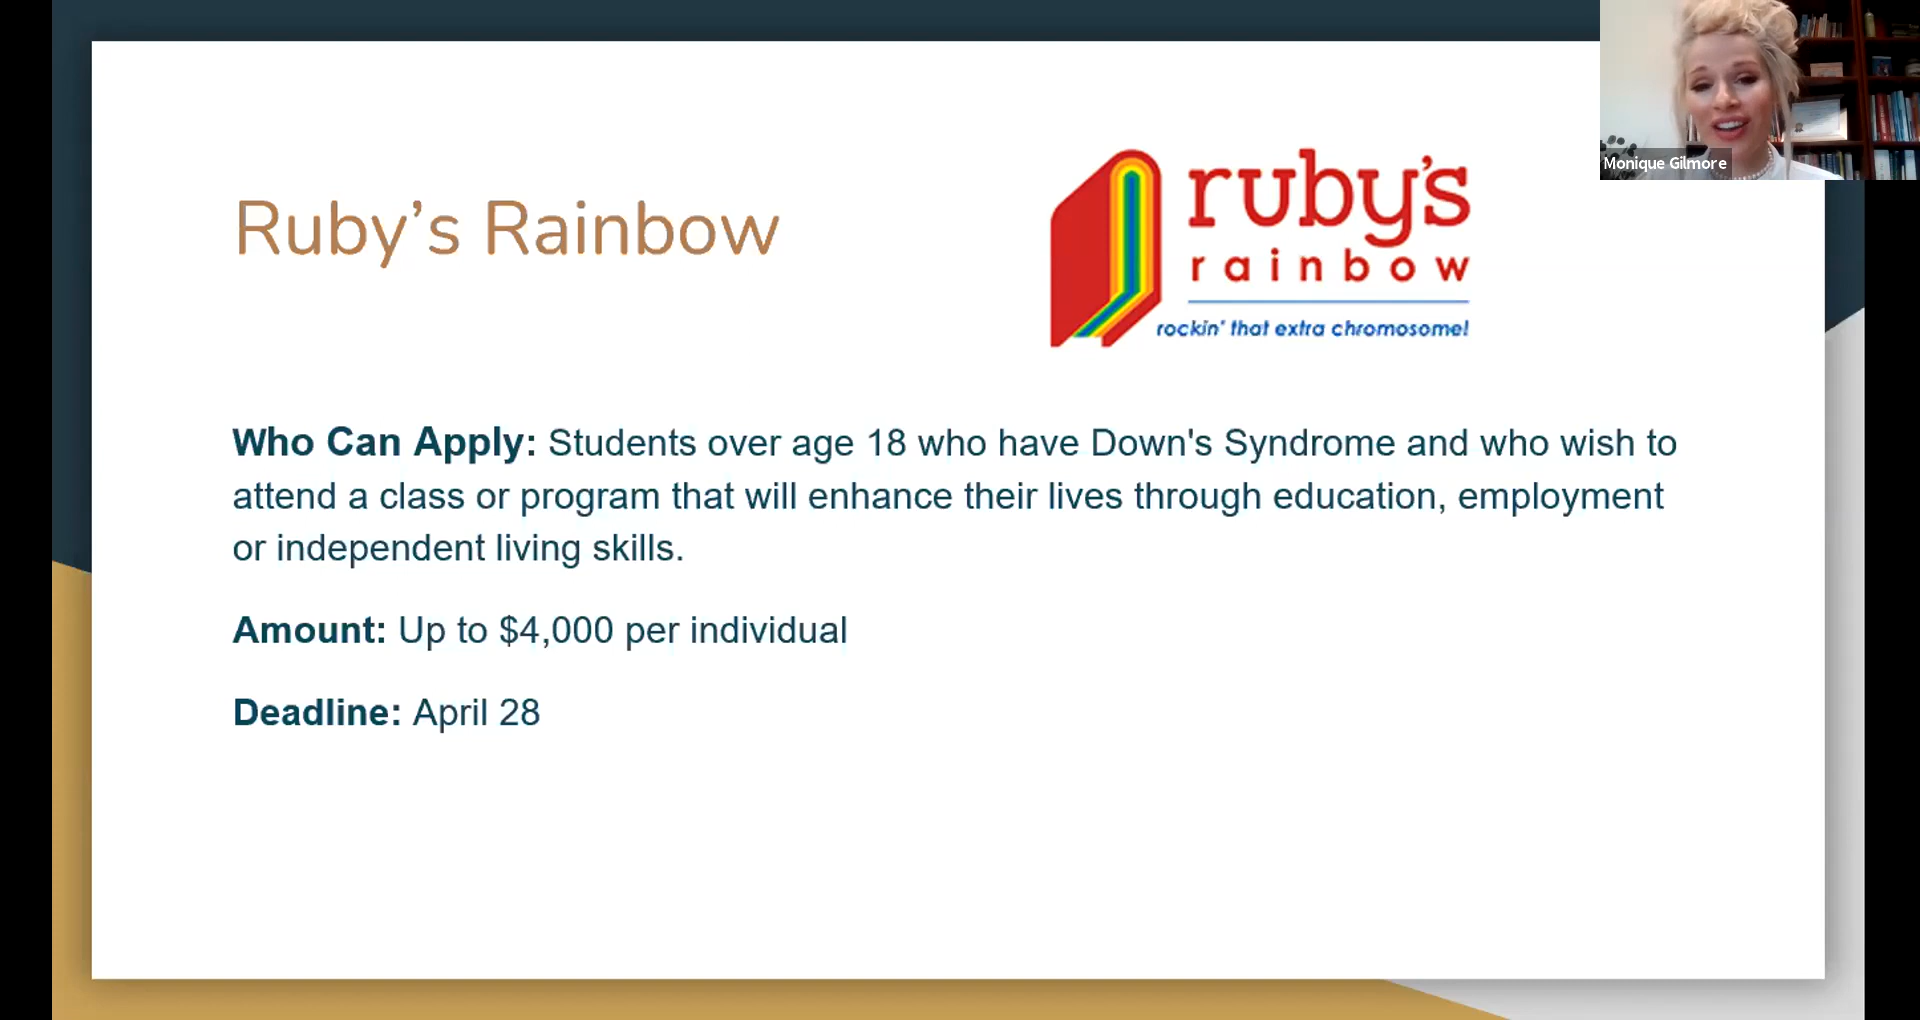 Monique Gilmore
Ruby’s Rainbow
ruby's
rainbow
rockin' that extra chromosome!
Who Can Apply: Students over age 18 who have Down's Syndrome and who wish to
attend a class or program that will enhance their lives through education, employment
or independent living skills.
Amount: Up to $4,000 per individual
Deadline: April 28